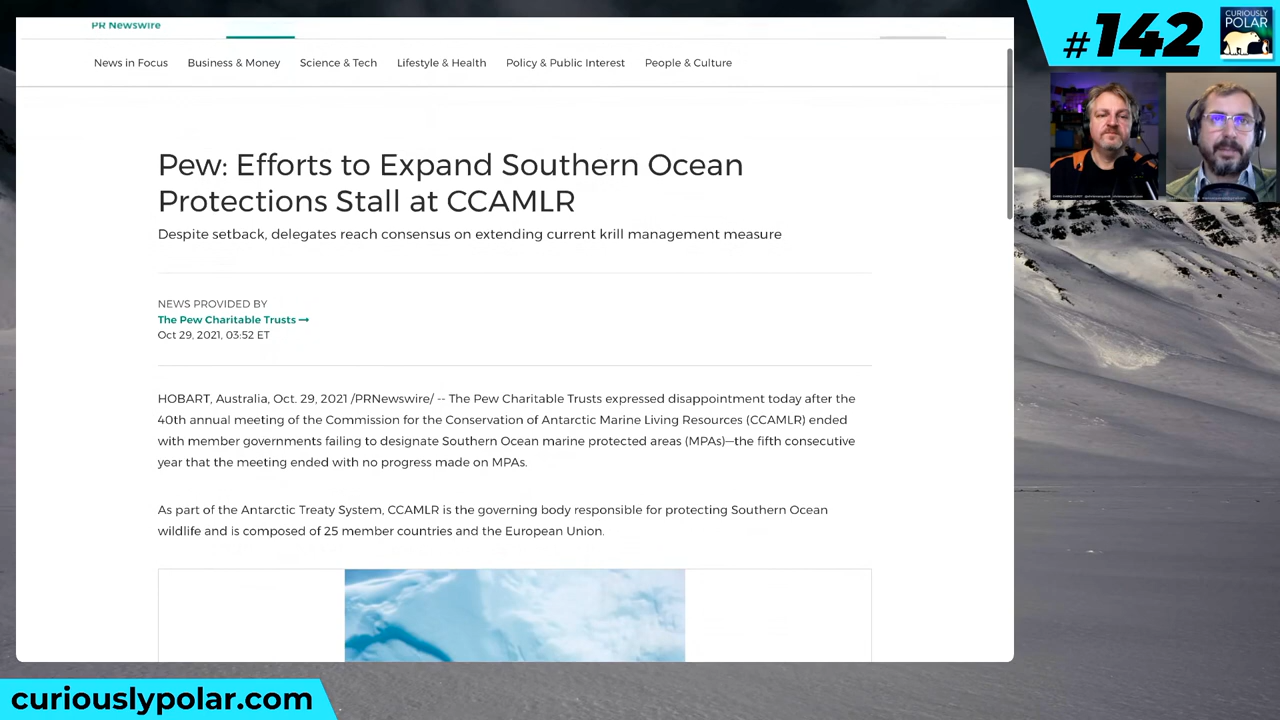 PR Newswire
News in Focus Business & Money Science & Tech Lifestyle & Health Policy & Public Interest People & Culture
Pew: Efforts to Expand Southern Ocean
Protections Stall at CCAMLR
Despite setback, delegates reach consensus on extending current krill management measure
NEWS PROVIDED BY
The Pew Charitable Trusts →
Oct 29, 2021, 03:52 ET
HOBART, Australia, Oct. 29, 2021 /PRNewswire/ -- The Pew Charitable Trusts expressed disappointment today after the
40th annual meeting of the Commission for the Conservation of Antarctic Marine Living Resources (CCAMLR) ended
with member governments failing to designate Southern Ocean marine protected areas (MPAs)—the fifth consecutive
year that the meeting ended with no progress made on MPAs.
As part of the Antarctic Treaty System, CCAMLR is the governing body responsible for protecting Southern Ocean
wildlife and is composed of 25 member countries and the European Union.
#142
CURIOUSLY
POLAR
curiouslypolar.com